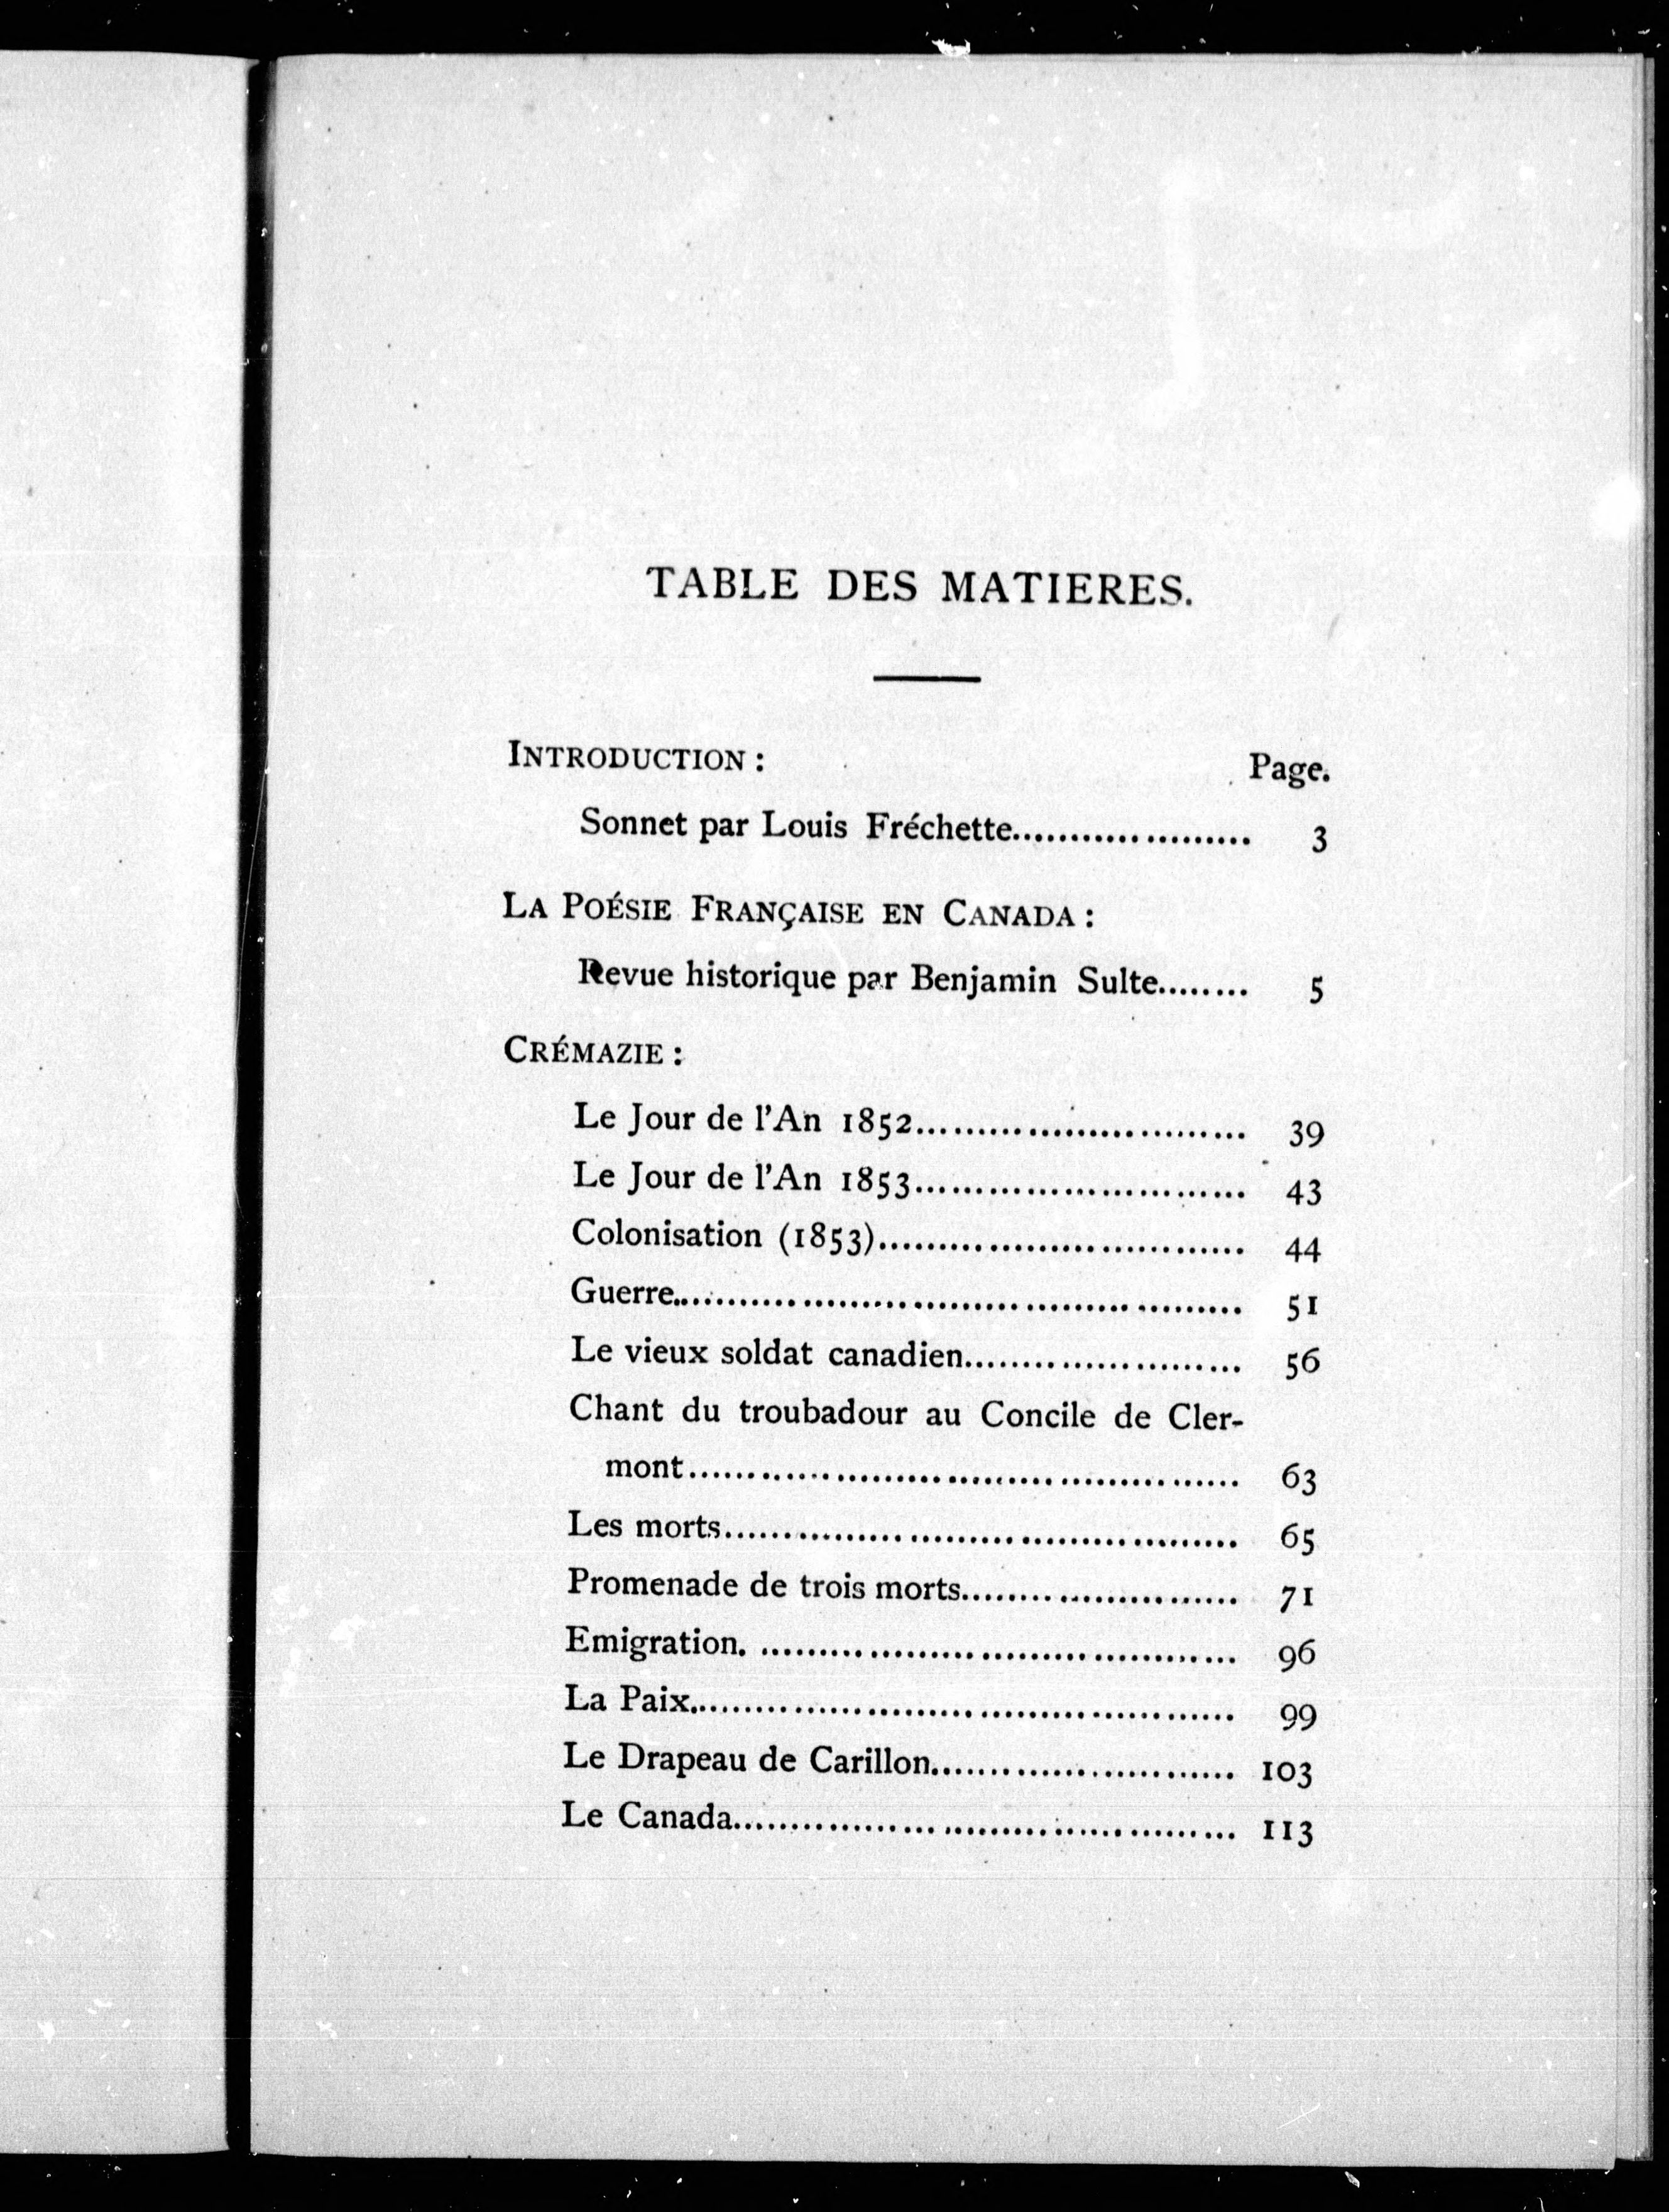 TABLE DES MATIERES.
INTRODUCTION : Page.
Sonnet par Louis Fréchette.................... 3
LA POÉSIE FRANÇAISE EN CANADA :
Revue historique par Benjamin Sulte........ 5
CRÉMAZIE :
Le Jour de l'An 1852............................ 39
Le Jour de l'An 1853............................ 43
Colonisation (1853)............................... 44
Guerre................................................ 51
Le vieux soldat canadien........................ 56
Chant du troubadour au Concile de Cler-
mont............................................... 63
Les morts............................................ 65
Promenade de trois morts........................ 71
Emigration. ......................................... 96
La Paix............................................... 99
Le Drapeau de Carillon.......................... 103
Le Canada........................................... 113